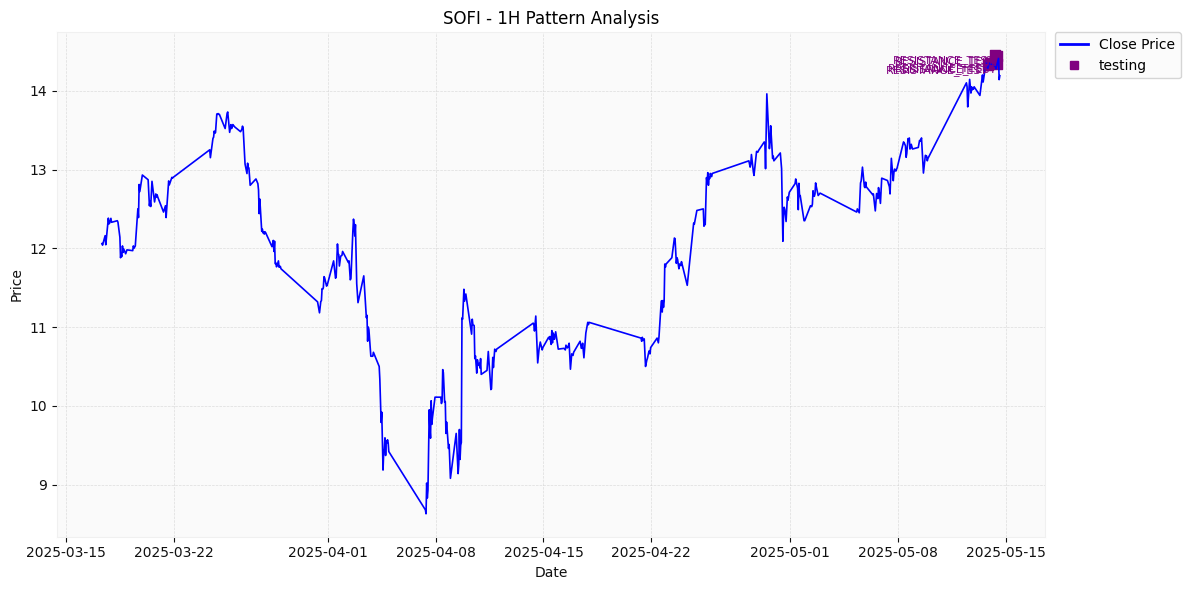 SOFI - 1H Pattern Analysis
Close Price
testing
RESISTANCE_TEST
Price
14
13
12
11
10
9
2025-03-15
2025-03-22
2025-04-01
2025-04-08
2025-04-15
2025-04-22
2025-05-01
2025-05-08
2025-05-15
Date